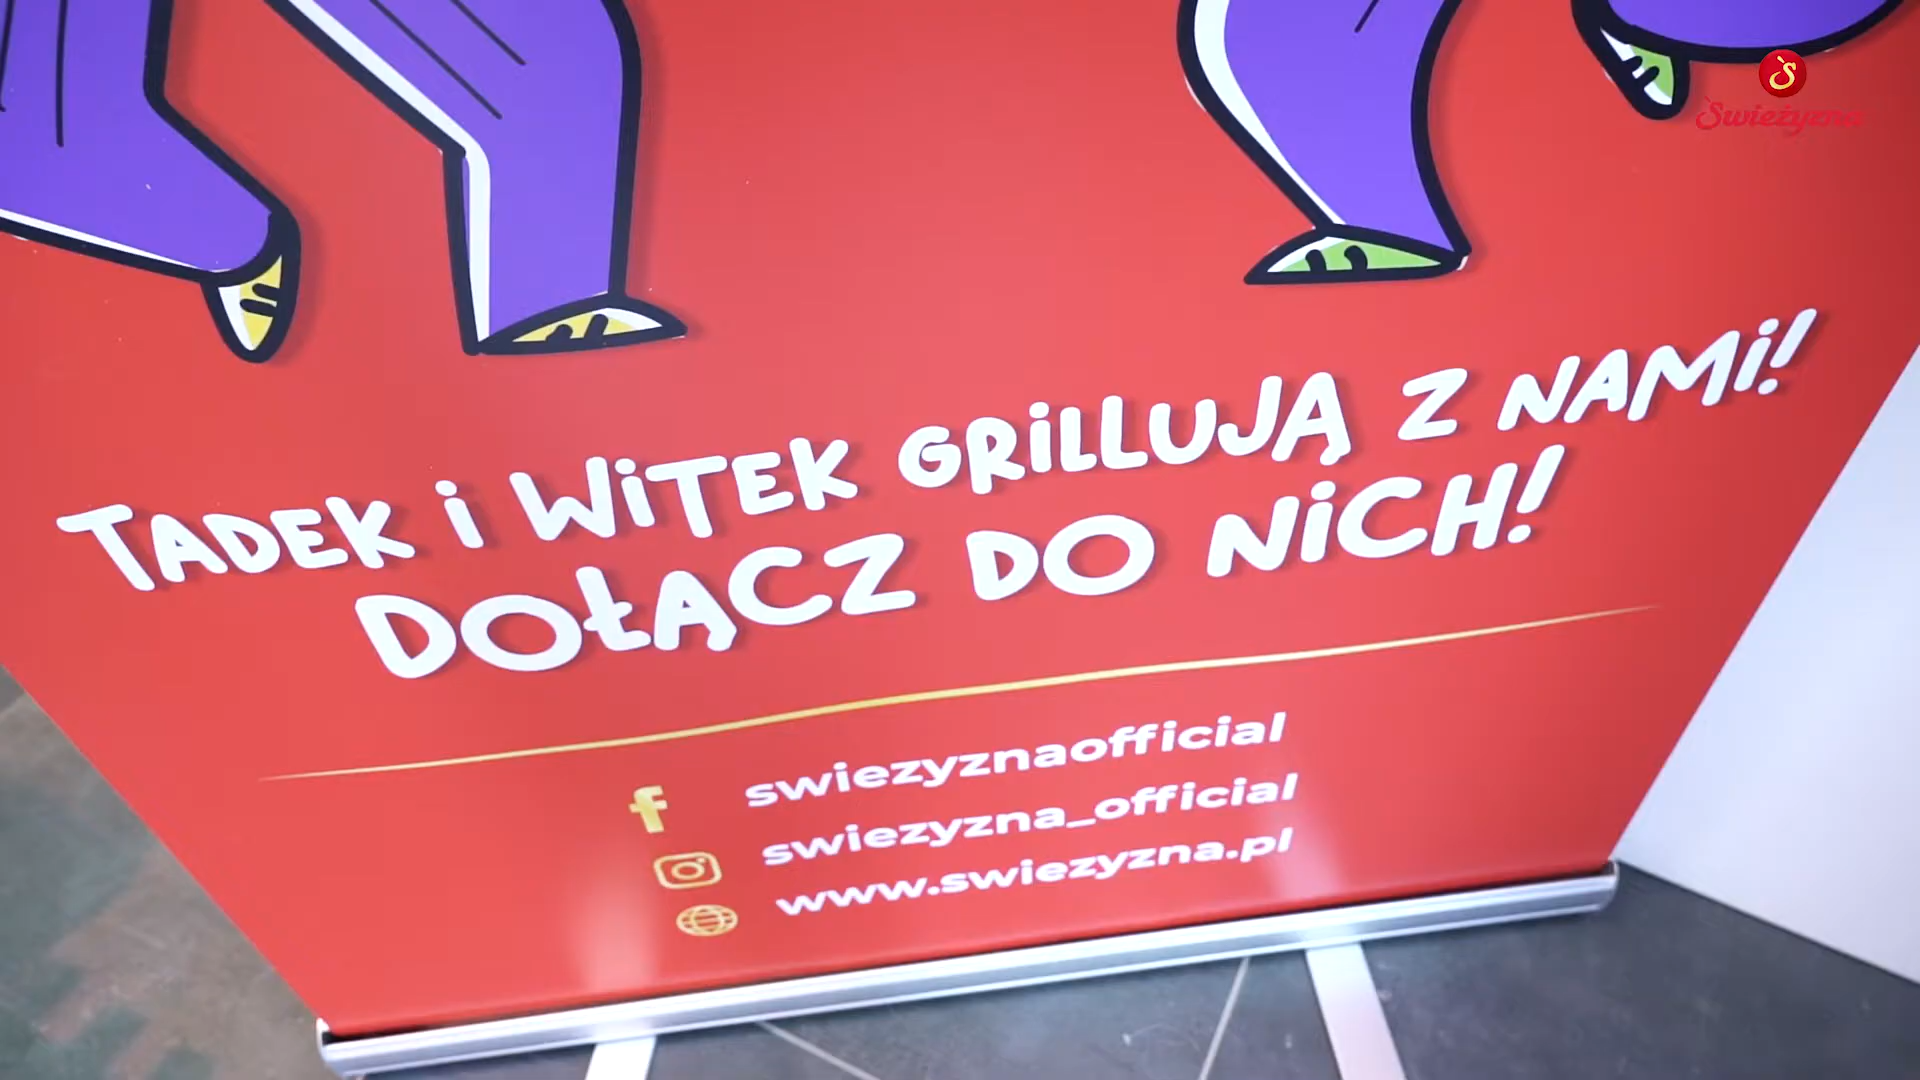 Ś
Świeżyzna
TADEK i WiTEK GRiLLUJĄ Z NAMi!
DOŁĄCZ DO NiCH!
f swiezyznaofficial
swiezyzna_official
www.swiezyzna.pl